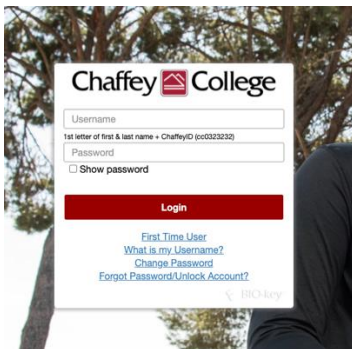 Chaffey College
Username
1st letter of first & last name + ChaffeyID (cc0323232)
Password
Show password
Login
First Time User
What is my Username?
Change Password
Forgot Password/Unlock Account?
BIO-key